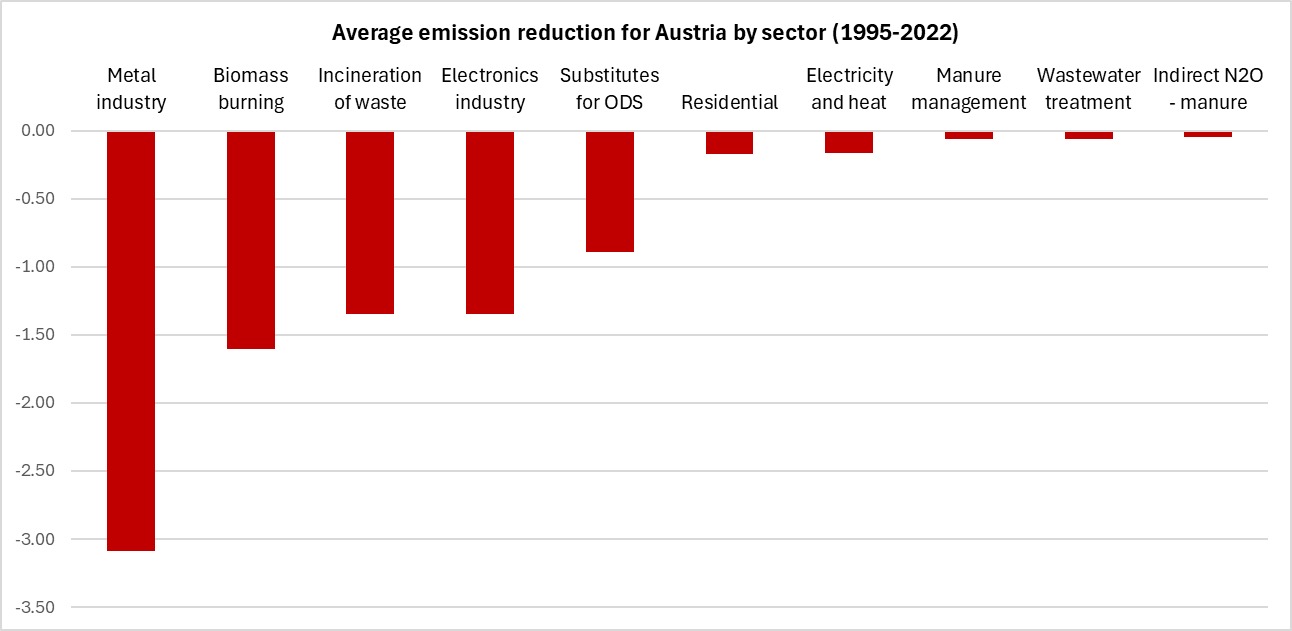 Average emission reduction for Austria by sector (1995-2022)
Metal
industry
Biomass
burning
Incineration
of waste
Electronics
industry
Substitutes
for ODS
Residential
Electricity
and heat
Manure
management
Wastewater
treatment
Indirect N2O
- manure
0.00
-0.50
-1.00
-1.50
-2.00
-2.50
-3.00
-3.50